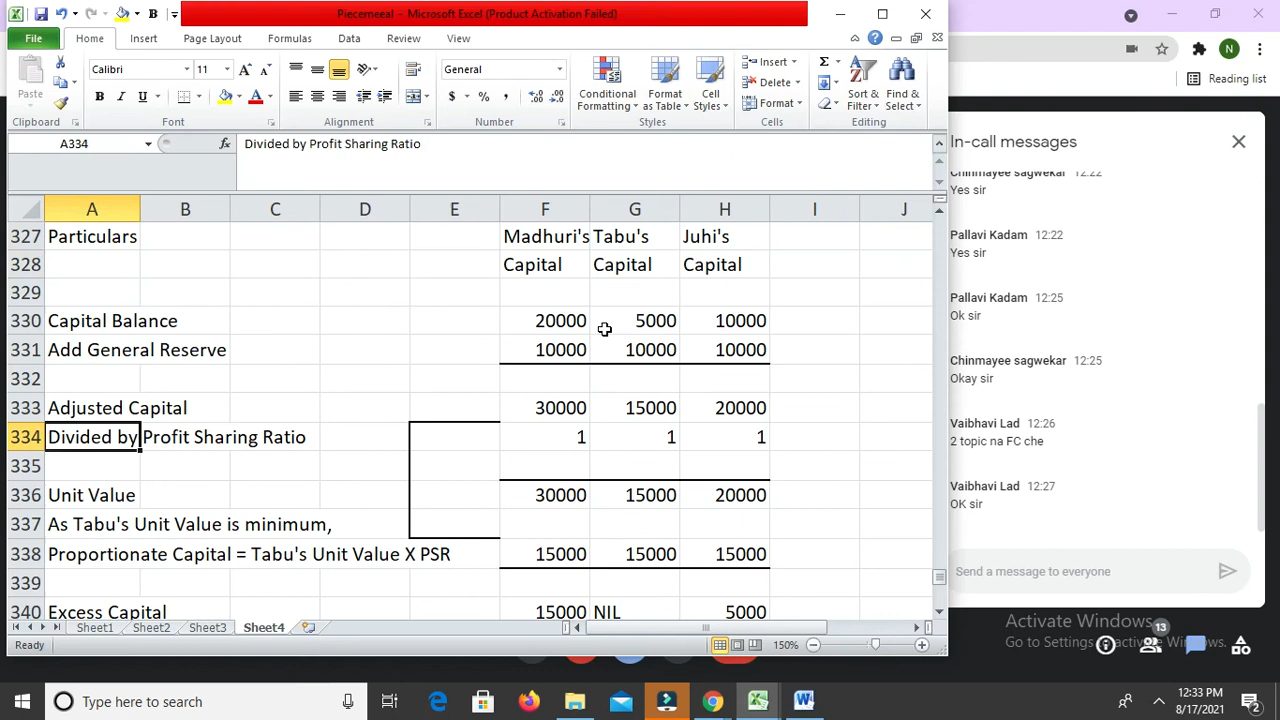 Piecemeeal - Microsoft Excel (Product Activation Failed)
File Home Insert Page Layout Formulas Data Review View
Reading list
N
Paste
Calibri 11
General
Conditional Formatting
Format as Table
Cell Styles
Insert
Delete
Format
Sort & Filter
Find & Select
Clipboard Font Alignment Number Styles Cells Editing
A334 fx Divided by Profit Sharing Ratio
A B C D E F G H I J
327 Particulars Madhuri's Tabu's Juhi's
328 Capital Capital Capital
329
330 Capital Balance 20000 5000 10000
331 Add General Reserve 10000 10000 10000
332
333 Adjusted Capital 30000 15000 20000
334 Divided by Profit Sharing Ratio 1 1 1
335
336 Unit Value 30000 15000 20000
337 As Tabu's Unit Value is minimum,
338 Proportionate Capital = Tabu's Unit Value X PSR 15000 15000 15000
339
340 Excess Capital 15000 NIL 5000
Sheet1 Sheet2 Sheet3 Sheet4
Ready 150%
In-call messages
Chinmayee sagwekar 12:22
Yes sir
Pallavi Kadam 12:22
Yes sir
Pallavi Kadam 12:25
Ok sir
Chinmayee sagwekar 12:25
Okay sir
Vaibhavi Lad 12:26
2 topic na FC che
Vaibhavi Lad 12:27
OK sir
Send a message to everyone
Activate Windows
Go to Settings to activate Windows.
13
Type here to search
12:33 PM
8/17/2021
2